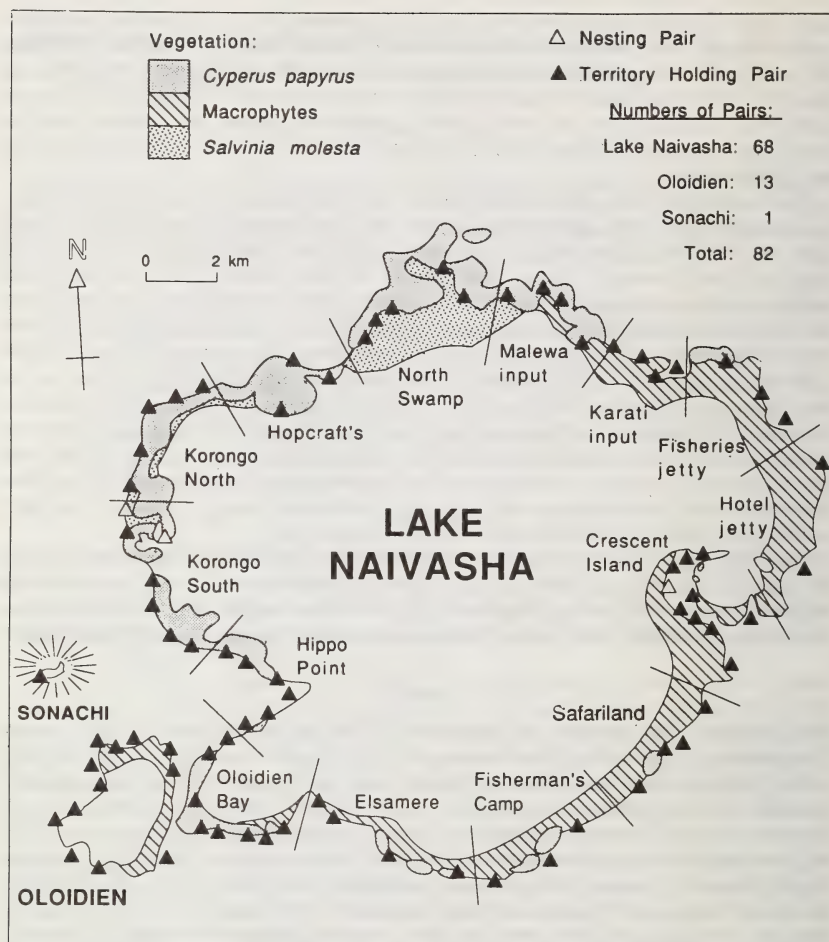 Vegetation:
Cyperus papyrus
Macrophytes
Salvinia molesta
Nesting Pair
Territory Holding Pair
Numbers of Pairs:
Lake Naivasha: 68
Oloidien: 13
Sonachi: 1
Total: 82
N
0 2 km
North
Swamp
Malewa
input
Karati
input
Fisheries
jetty
Hotel
jetty
Hopcraft's
Korongo
North
LAKE
NAIVASHA
Crescent
Island
Korongo
South
Hippo
Point
SONACHI
Safariland
Oloidien
Bay
Elsamere
Fisherman's
Camp
OLOIDIEN